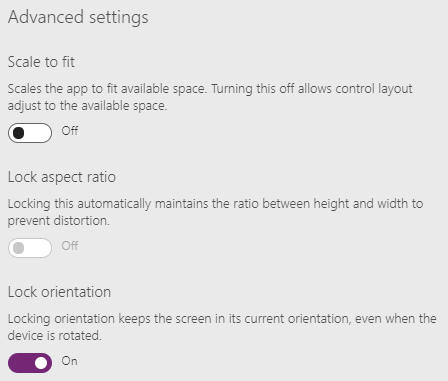 Advanced settings
Scale to fit
Scales the app to fit available space. Turning this off allows control layout
adjust to the available space.
Off
Lock aspect ratio
Locking this automatically maintains the ratio between height and width to
prevent distortion.
Off
Lock orientation
Locking orientation keeps the screen in its current orientation, even when the
device is rotated.
On